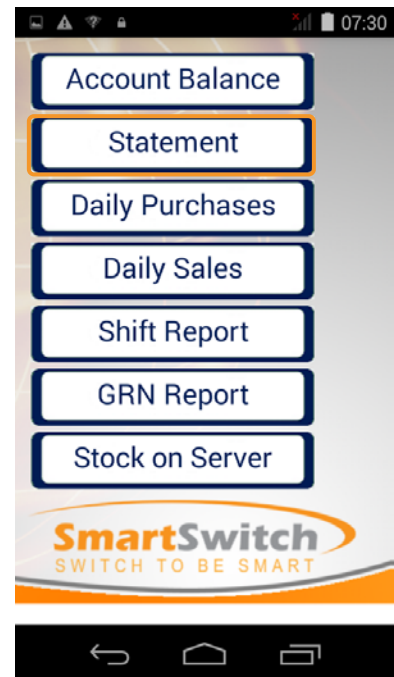 07:30
Account Balance
Statement
Daily Purchases
Daily Sales
Shift Report
GRN Report
Stock on Server
SmartSwitch
SWITCH TO BE SMART